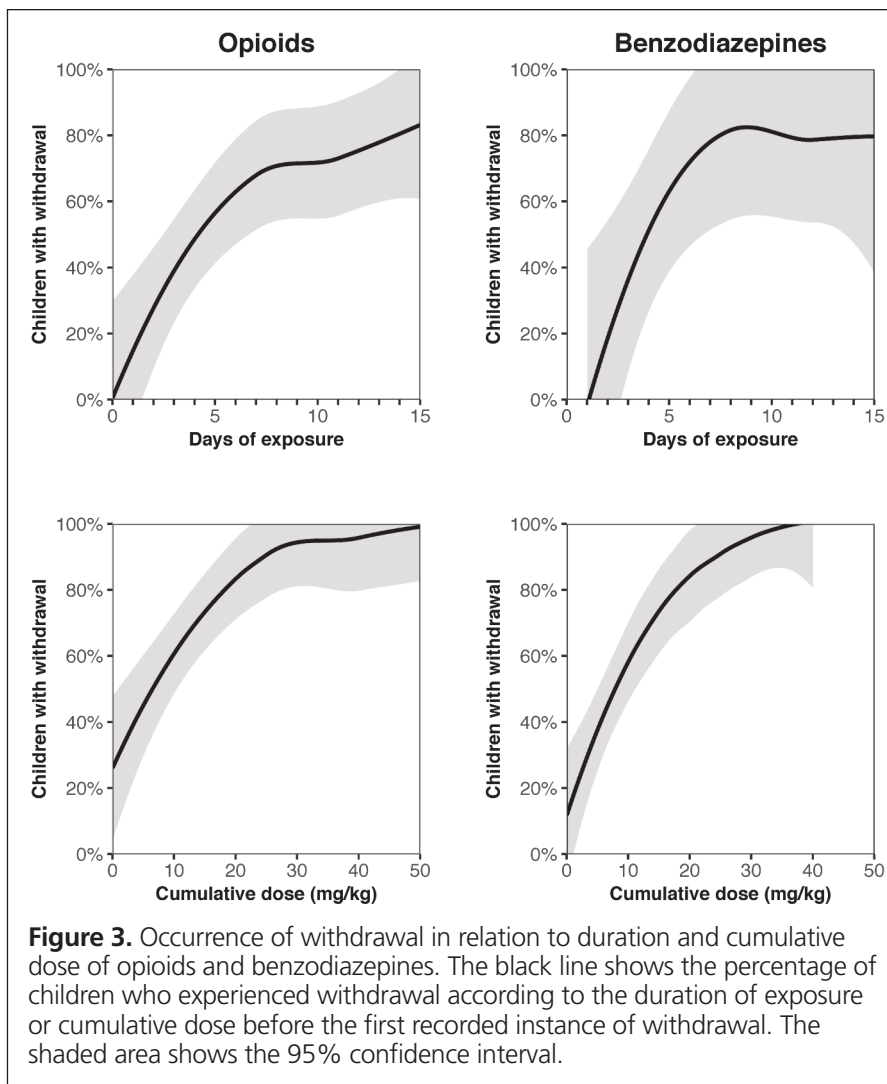 Opioids
Children with withdrawal
100%
80%
60%
40%
20%
0%
0 5 10 15
Days of exposure
Benzodiazepines
Children with withdrawal
100%
80%
60%
40%
20%
0%
0 5 10 15
Days of exposure
Children with withdrawal
100%
80%
60%
40%
20%
0%
0 10 20 30 40 50
Cumulative dose (mg/kg)
Children with withdrawal
100%
80%
60%
40%
20%
0%
0 10 20 30 40 50
Cumulative dose (mg/kg)
Figure 3. Occurrence of withdrawal in relation to duration and cumulative
dose of opioids and benzodiazepines. The black line shows the percentage of
children who experienced withdrawal according to the duration of exposure
or cumulative dose before the first recorded instance of withdrawal. The
shaded area shows the 95% confidence interval.